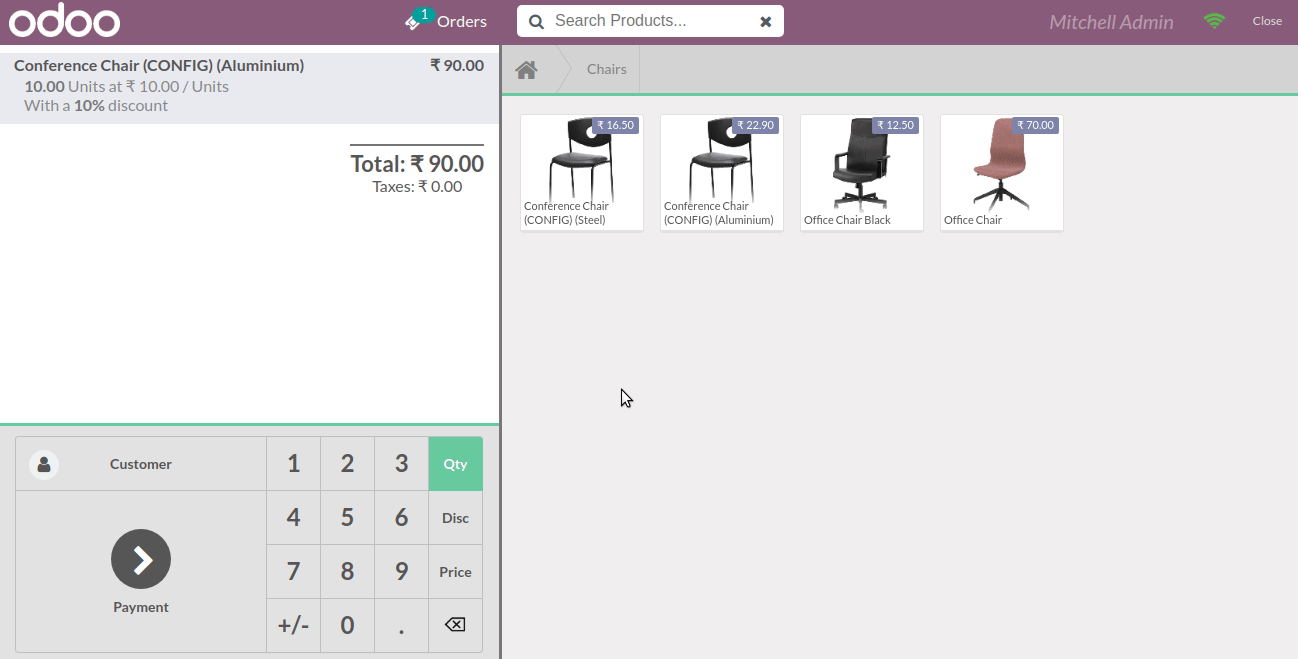 odoo
1
Orders
Search Products...
Mitchell Admin
Close
Conference Chair (CONFIG) (Aluminium) ₹ 90.00
10.00 Units at ₹ 10.00 / Units
With a 10% discount
Total: ₹ 90.00
Taxes: ₹ 0.00
Customer
Payment
1 2 3 Qty
4 5 6 Disc
7 8 9 Price
+/- 0 .
Chairs
₹ 16.50
Conference Chair
(CONFIG) (Steel)
₹ 22.90
Conference Chair
(CONFIG) (Aluminium)
₹ 12.50
Office Chair Black
₹ 70.00
Office Chair